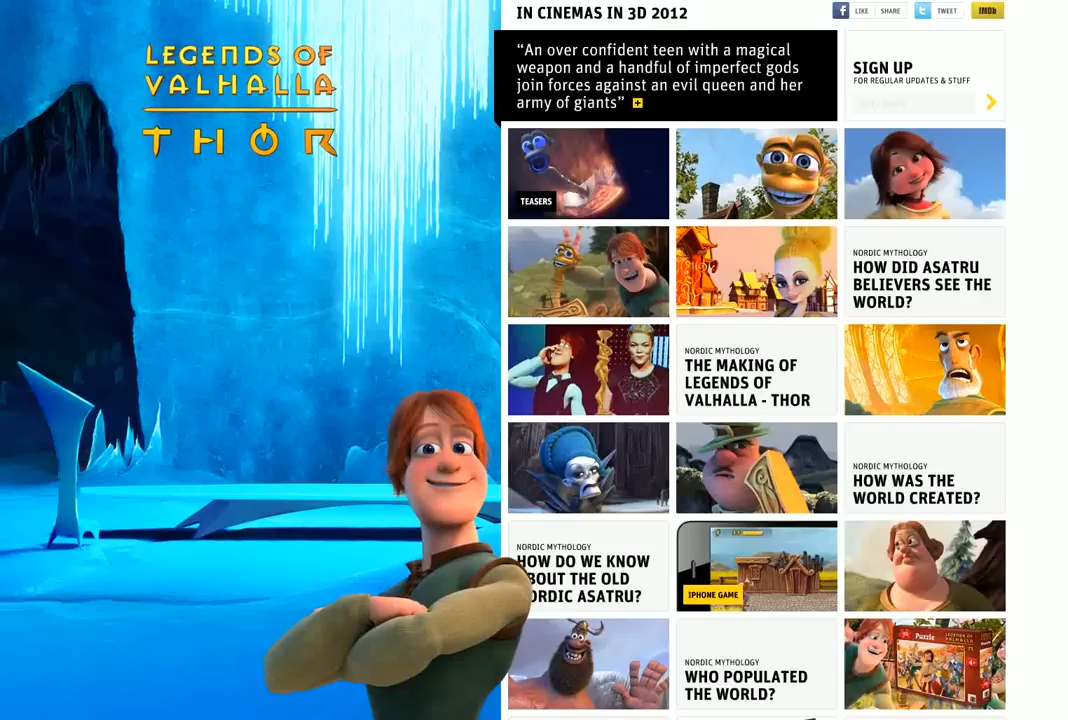 LEGENDS OF
VALHALLA
THOR
IN CINEMAS IN 3D 2012
LIKE
SHARE
TWEET
IMDb
“An over confident teen with a magical
weapon and a handful of imperfect gods
join forces against an evil queen and her
army of giants”
SIGN UP
FOR REGULAR UPDATES & STUFF
TEASERS
NORDIC MYTHOLOGY
HOW DID ASATRU
BELIEVERS SEE THE
WORLD?
NORDIC MYTHOLOGY
THE MAKING OF
LEGENDS OF
VALHALLA - THOR
NORDIC MYTHOLOGY
HOW WAS THE
WORLD CREATED?
NORDIC MYTHOLOGY
HOW DO WE KNOW
BOUT THE OLD
ORDIC ASATRU?
IPHONE GAME
NORDIC MYTHOLOGY
WHO POPULATED
THE WORLD?
Puzzle
LEGENDS OF
VALHALLA